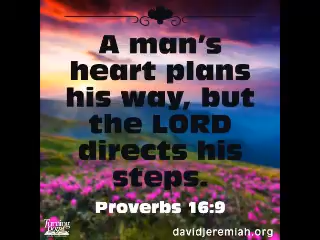 A man's
heart plans
his way, but
the LORD
directs his
steps.
Proverbs 16:9
davidjeremiah.org